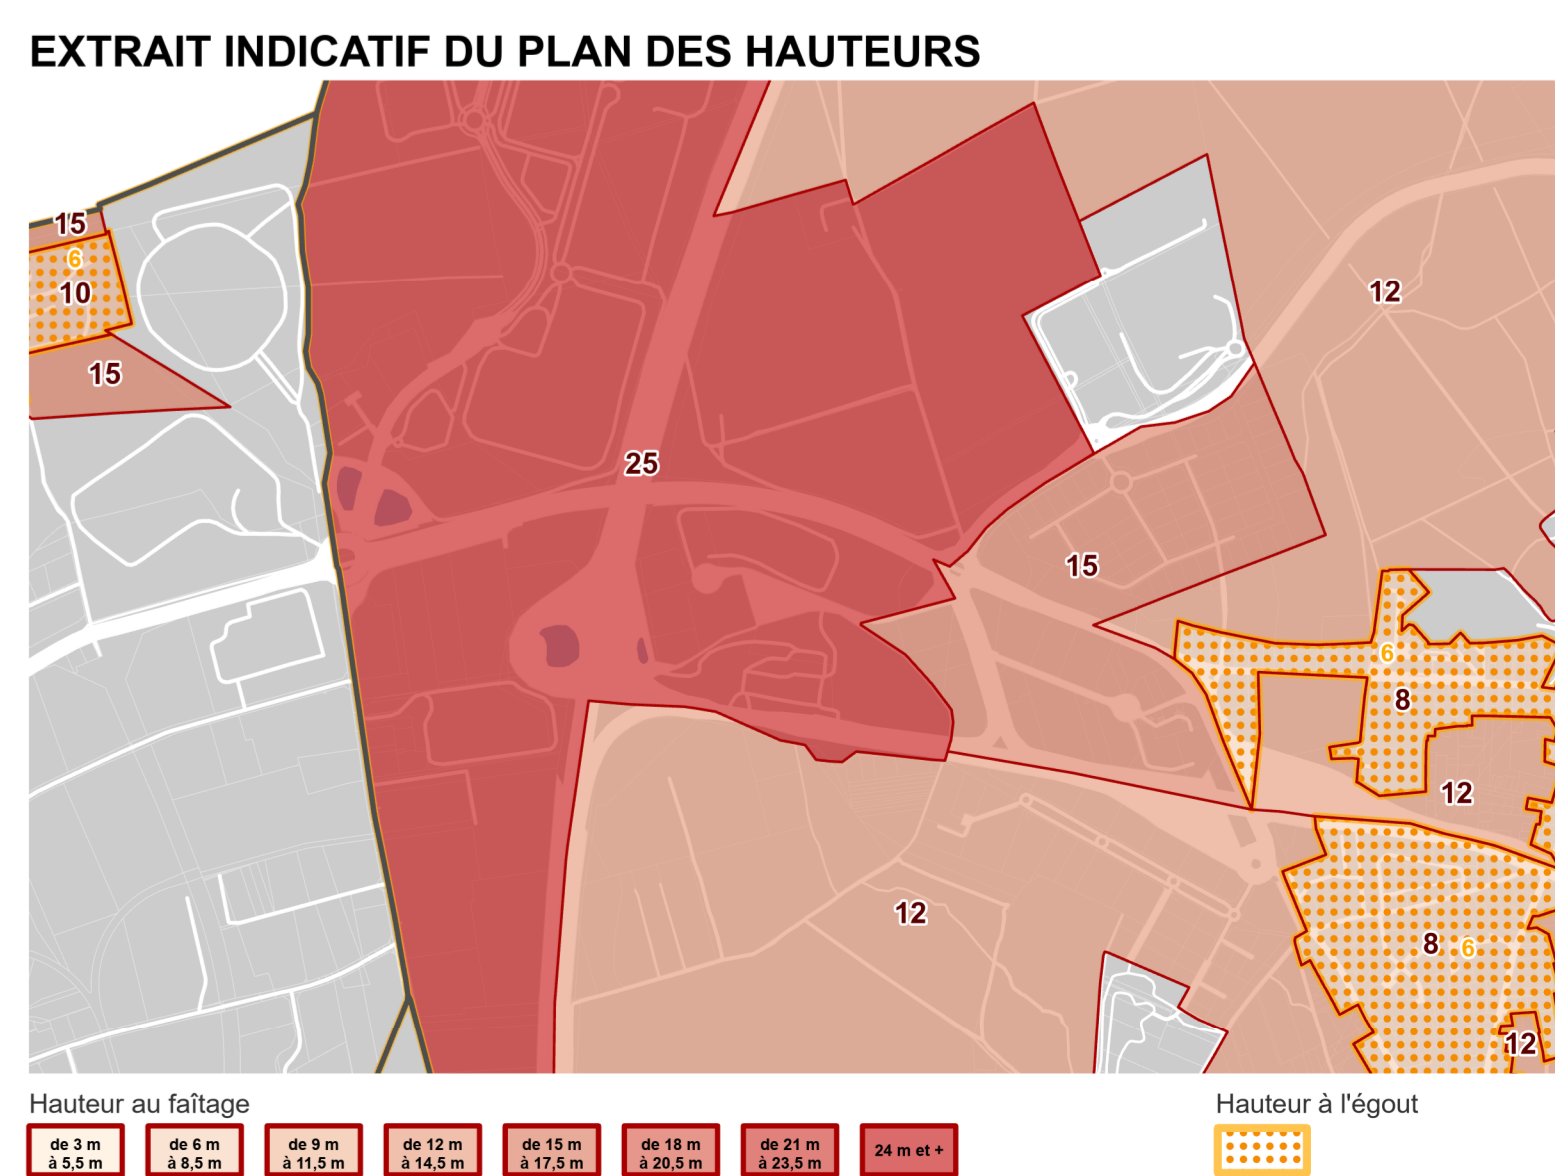 EXTRAIT INDICATIF DU PLAN DES HAUTEURS
15
6
10
15
12
25
15
6
8
12
12
8 6
12
Hauteur au faîtage
Hauteur à l'égout
de 3 m
à 5,5 m
de 6 m
à 8,5 m
de 9 m
à 11,5 m
de 12 m
à 14,5 m
de 15 m
à 17,5 m
de 18 m
à 20,5 m
de 21 m
à 23,5 m
24 m et +